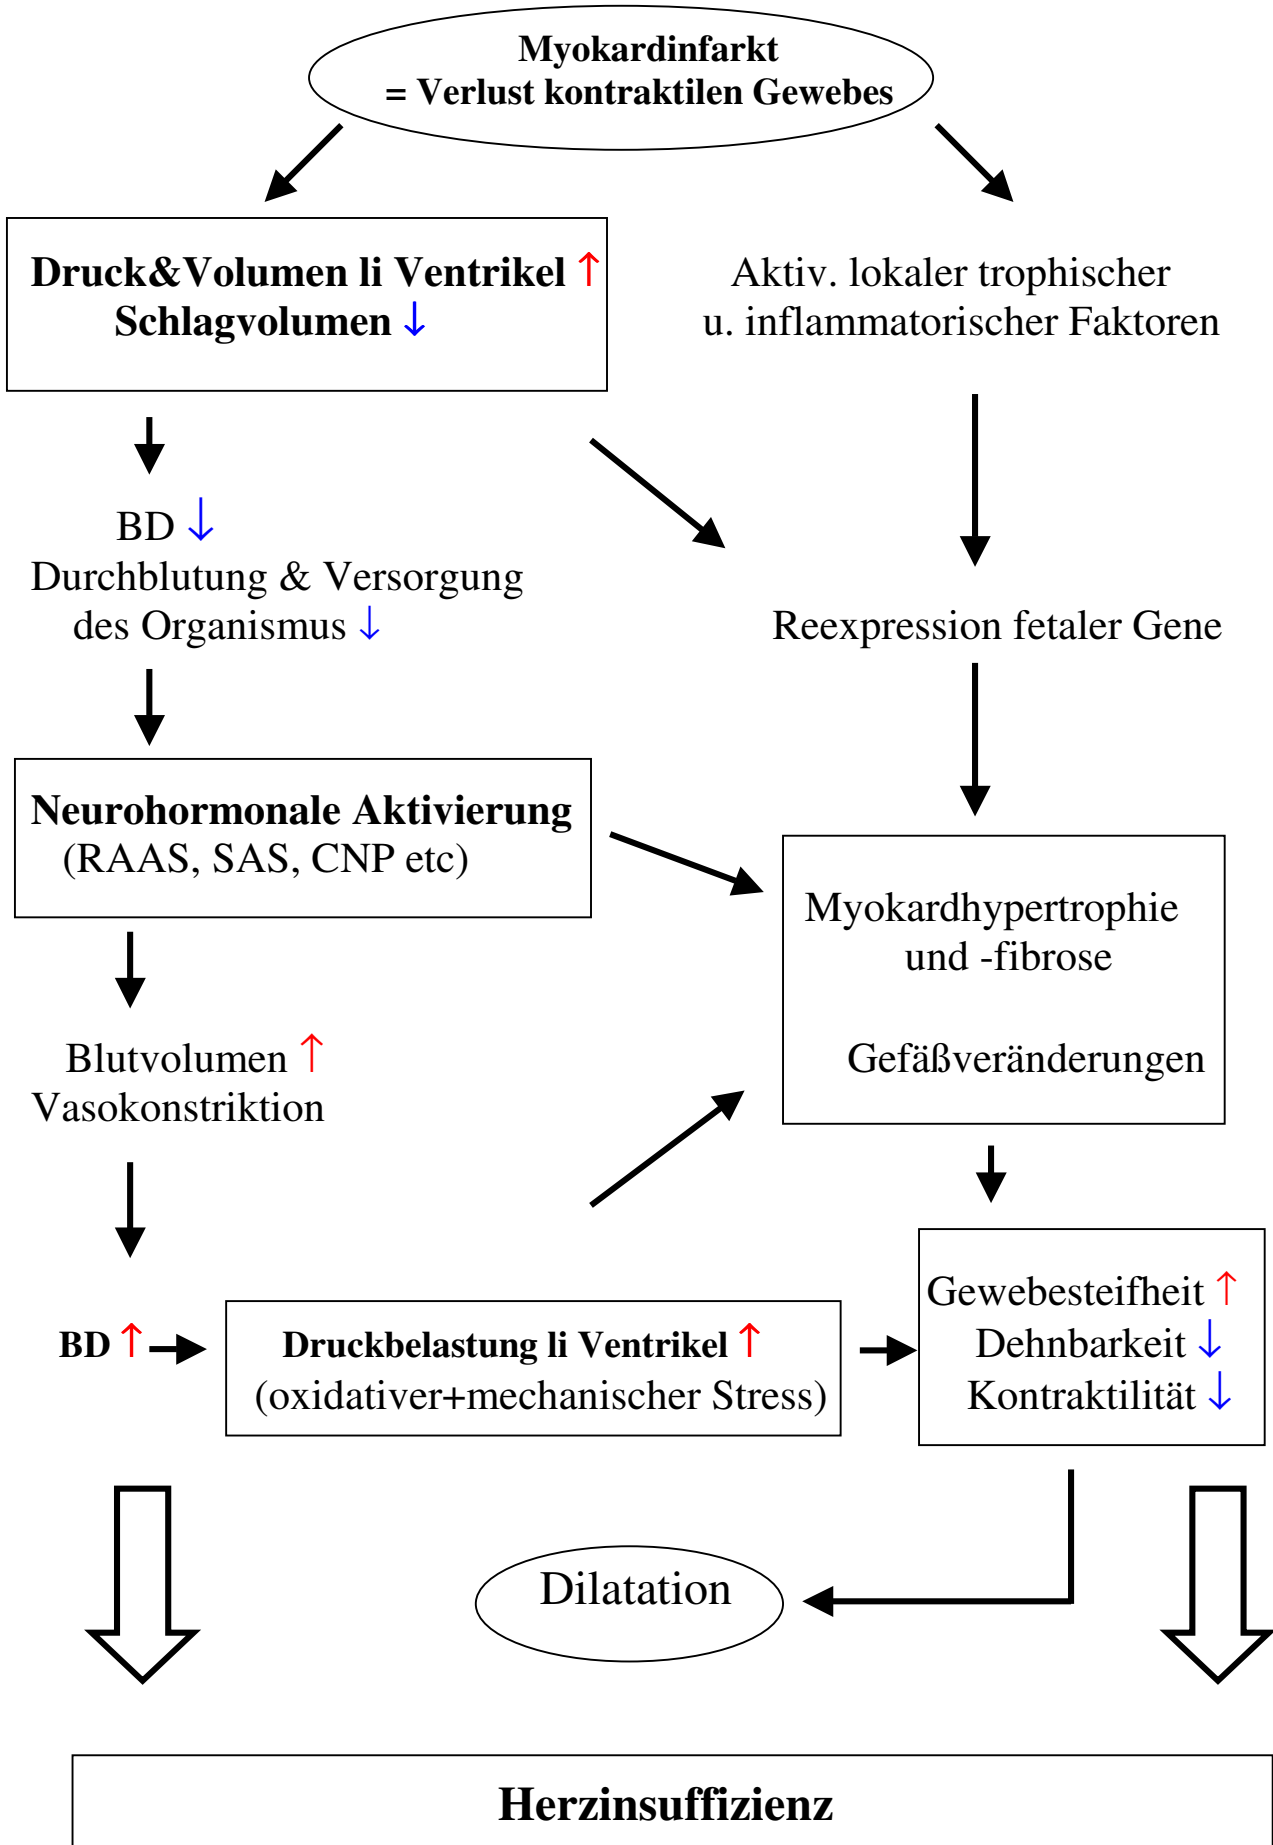 Myokardinfarkt
= Verlust kontraktilen Gewebes
Druck&Volumen li Ventrikel ↑
Schlagvolumen ↓
Aktiv. lokaler trophischer
u. inflammatorischer Faktoren
BD ↓
Durchblutung & Versorgung
des Organismus ↓
Reexpression fetaler Gene
Neurohormonale Aktivierung
(RAAS, SAS, CNP etc)
Myokardhypertrophie
und -fibrose
Gefäßveränderungen
Blutvolumen ↑
Vasokonstriktion
BD ↑
Druckbelastung li Ventrikel ↑
(oxidativer+mechanischer Stress)
Gewebesteifheit ↑
Dehnbarkeit ↓
Kontraktilität ↓
Dilatation
Herzinsuffizienz